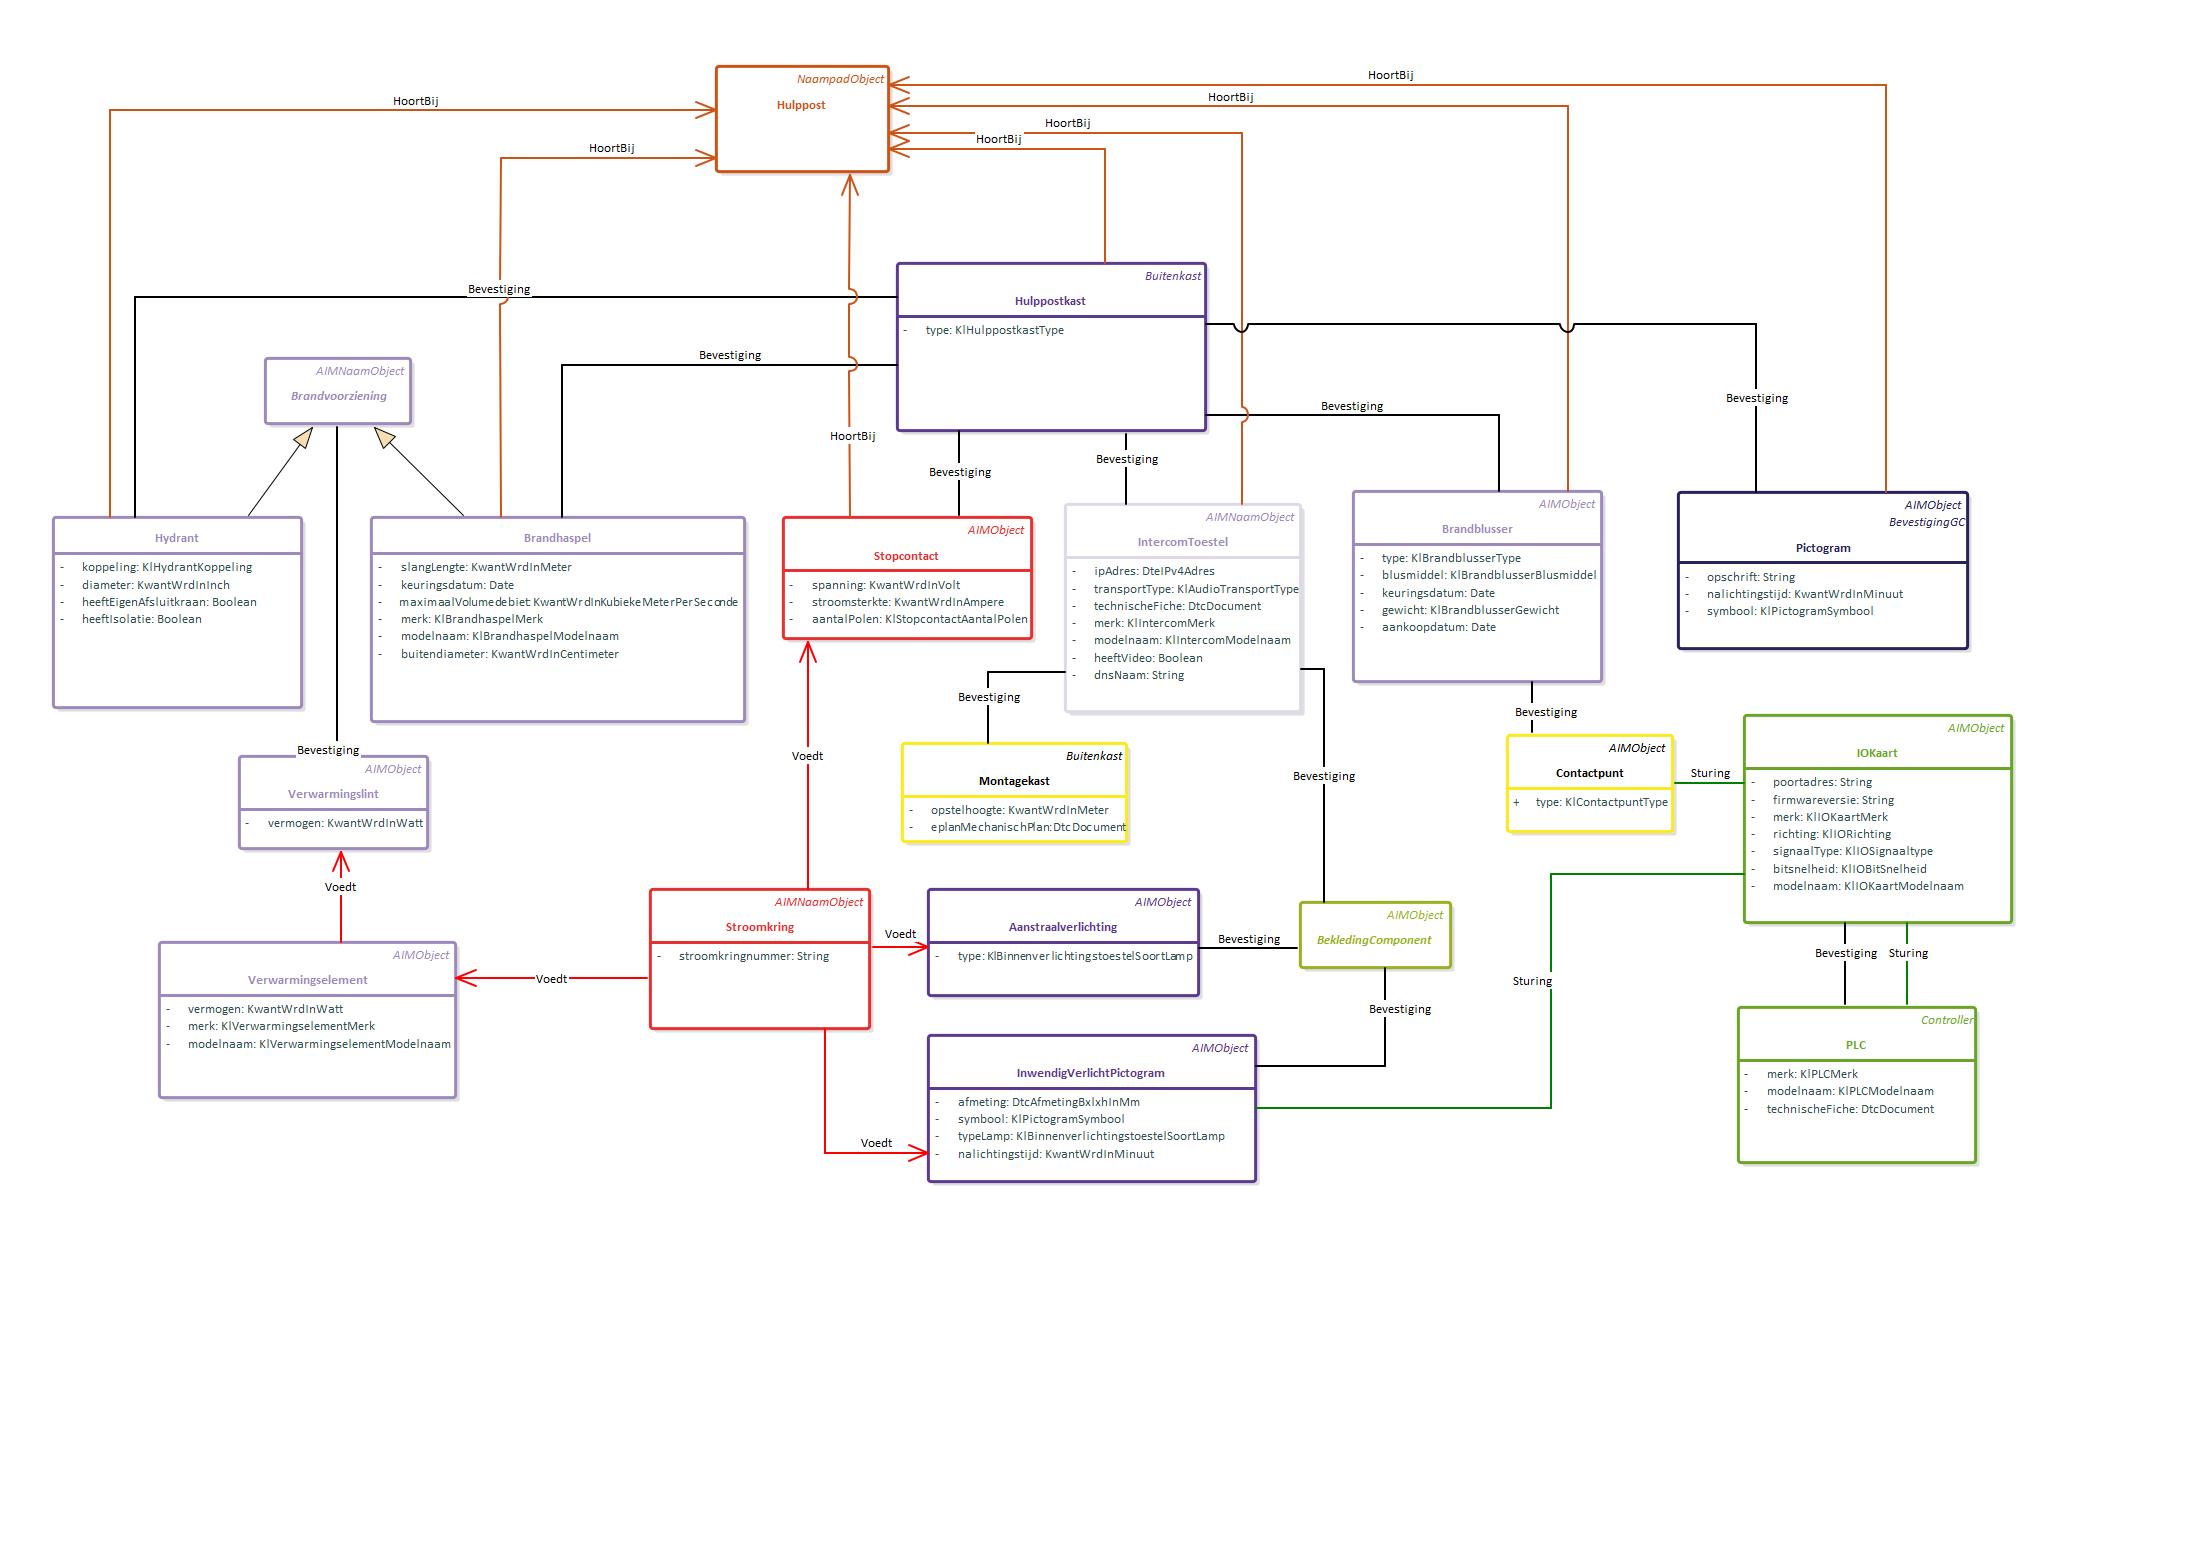 NaampadObject
Hulppost
HoortBij
HoortBij
HoortBij
HoortBij
HoortBij
HoortBij
HoortBij
Buitenkast
Hulppostkast
- type: KlHulppostkastType
Bevestiging
Bevestiging
Bevestiging
Bevestiging
Bevestiging
Bevestiging
AIMNaamObject
Brandvoorziening
Hydrant
- koppeling: KlHydrantKoppeling
- diameter: KwantWrdInInch
- heeftEigenAfsluitkraan: Boolean
- heeftIsolatie: Boolean
Brandhaspel
- slangLengte: KwantWrdInMeter
- keuringsdatum: Date
- maximaalVolumedebiet: KwantWrdInKubiekeMeterPerSeconde
- merk: KlBrandhaspelMerk
- modelnaam: KlBrandhaspelModelnaam
- buitendiameter: KwantWrdInCentimeter
AIMObject
Stopcontact
- spanning: KwantWrdInVolt
- stroomsterkte: KwantWrdInAmpere
- aantalPolen: KlStopcontactAantalPolen
AIMNaamObject
IntercomToestel
- ipAdres: DteIPv4Adres
- transportType: KlAudioTransportType
- technischeFiche: DtcDocument
- merk: KlIntercomMerk
- modelnaam: KlIntercomModelnaam
- heeftVideo: Boolean
- dnsNaam: String
AIMObject
Brandblusser
- type: KlBrandblusserType
- blusmiddel: KlBrandblusserBlusmiddel
- keuringsdatum: Date
- gewicht: KlBrandblusserGewicht
- aankoopdatum: Date
AIMObject
BevestigingGC
Pictogram
- opschrift: String
- nalichtingstijd: KwantWrdInMinuut
- symbool: KlPictogramSymbool
Bevestiging
Bevestiging
Bevestiging
Bevestiging
Voedt
AIMObject
Verwarmingslint
- vermogen: KwantWrdInWatt
Buitenkast
Montagekast
- opstelhoogte: KwantWrdInMeter
- eplanMechanischPlan: DtcDocument
AIMObject
Contactpunt
+ type: KlContactpuntType
Sturing
AIMObject
IOKaart
- poortadres: String
- firmwareversie: String
- merk: KlIOKaartMerk
- richting: KlIORichting
- signaalType: KlIOSignaaltype
- bitsnelheid: KlIOBitSnelheid
- modelnaam: KlIOKaartModelnaam
Voedt
AIMObject
Verwarmingselement
- vermogen: KwantWrdInWatt
- merk: KlVerwarmingselementMerk
- modelnaam: KlVerwarmingselementModelnaam
Voedt
AIMNaamObject
Stroomkring
- stroomkringnummer: String
Voedt
AIMObject
Aanstraalverlichting
- type: KlBinnenverlichtingstoestelSoortLamp
Bevestiging
AIMObject
BekledingComponent
Bevestiging
Sturing
Bevestiging
Sturing
Voedt
AIMObject
InwendigVerlichtPictogram
- afmeting: DtcAfmetingBxlxhInMm
- symbool: KlPictogramSymbool
- typeLamp: KlBinnenverlichtingstoestelSoortLamp
- nalichtingstijd: KwantWrdInMinuut
Controller
PLC
- merk: KlPLCMerk
- modelnaam: KlPLCModelnaam
- technischeFiche: DtcDocument